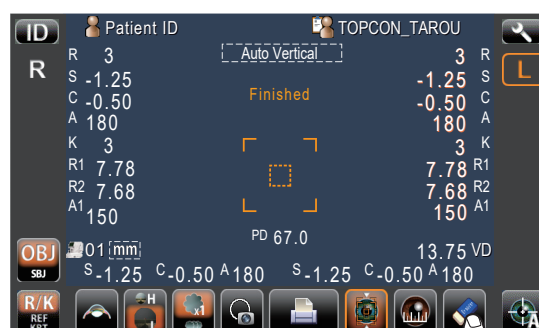 ID Patient ID TOPCON_TAROU
R R 3 Auto Vertical 3 R L
S -1.25 -1.25 S
C -0.50 Finished -0.50 C
A 180 180 A
K 3 3 K
R1 7.78 7.78 R1
R2 7.68 7.68 R2
A1 150 150 A1
PD 67.0
OBJ 01 mm 13.75 VD
SBJ S -1.25 C -0.50 A 180 S -1.25 C -0.50 A 180
R/K H x1 A
REF
KRT